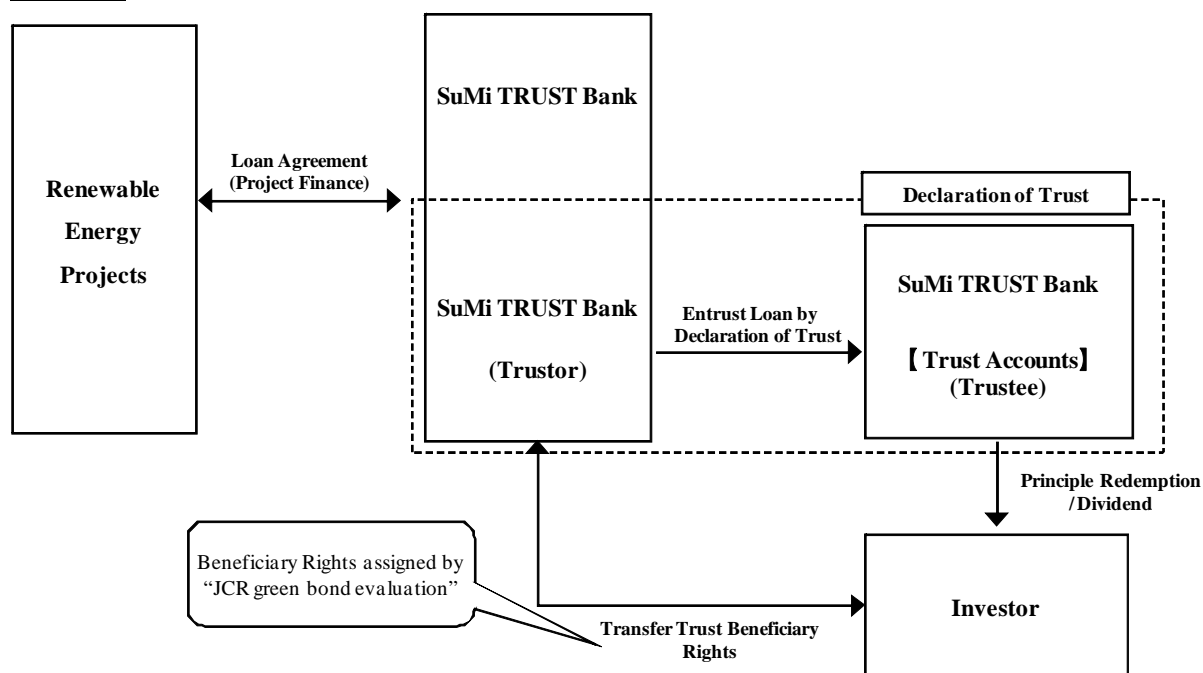 SuMi TRUST Bank
Loan Agreement
(Project Finance)
Renewable
Energy
Projects
Declaration of Trust
SuMi TRUST Bank
(Trustor)
Entrust Loan by
Declaration of Trust
SuMi TRUST Bank
【Trust Accounts】
(Trustee)
Principle Redemption
/Dividend
Beneficiary Rights assigned by
“JCR green bond evaluation”
Transfer Trust Beneficiary
Rights
Investor